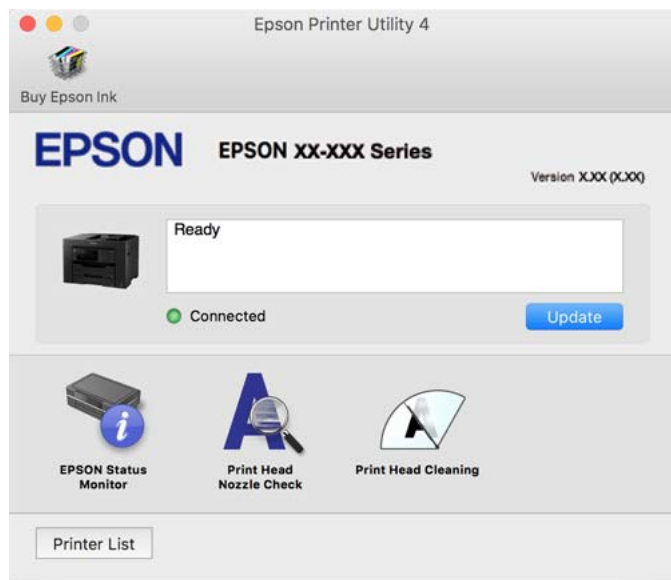 Epson Printer Utility 4
Buy Epson Ink
EPSON
EPSON XX-XXX Series
Version X.XX (X.XX)
Ready
Connected
Update
EPSON Status
Monitor
Print Head
Nozzle Check
Print Head Cleaning
Printer List